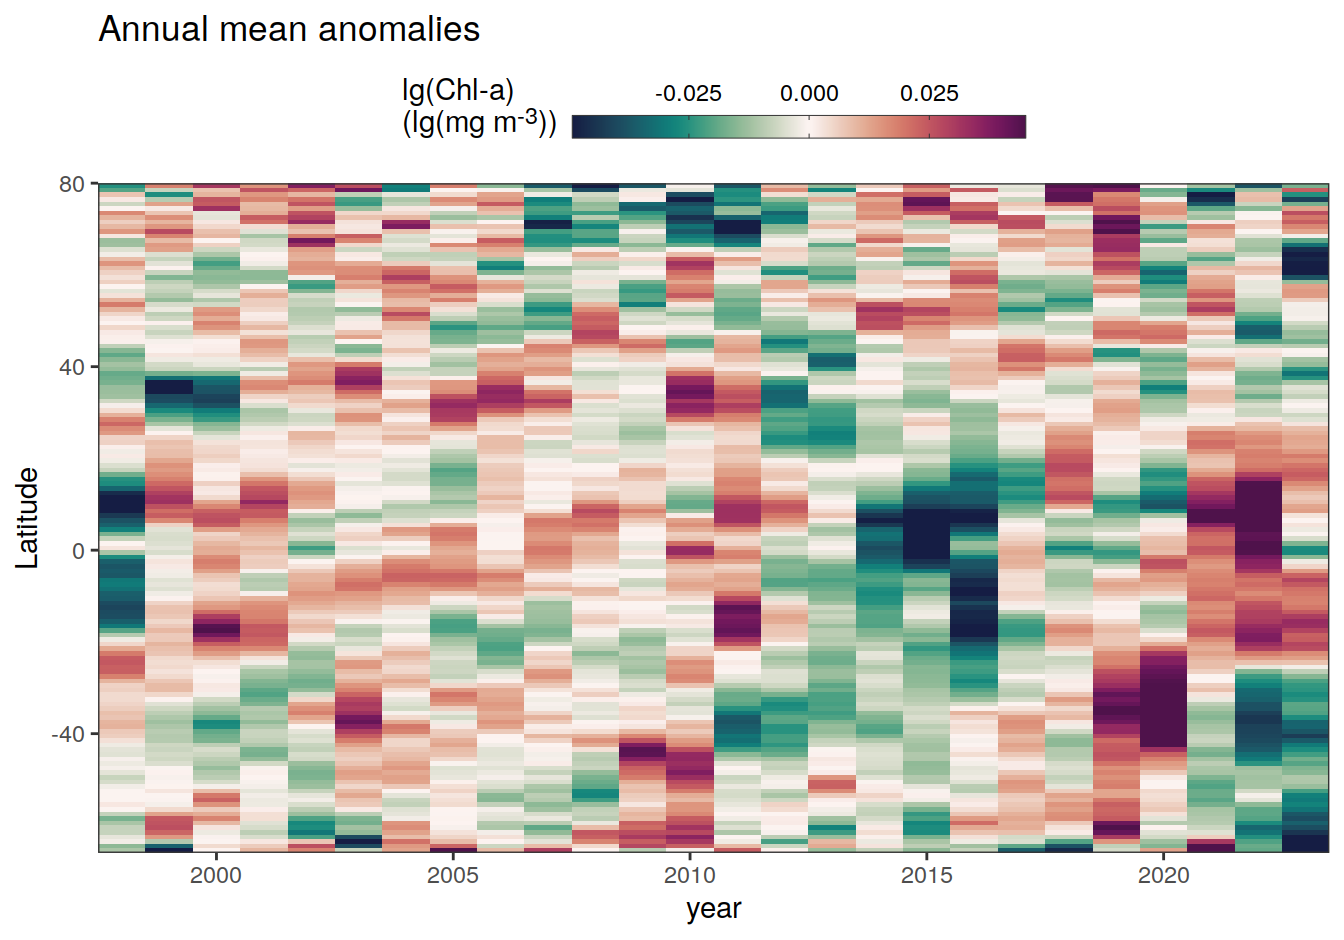 Annual mean anomalies
lg(Chl-a)
(lg(mg m-3))
-0.025 0.000 0.025
Latitude
80
40
0
-40
2000 2005 2010 2015 2020
year